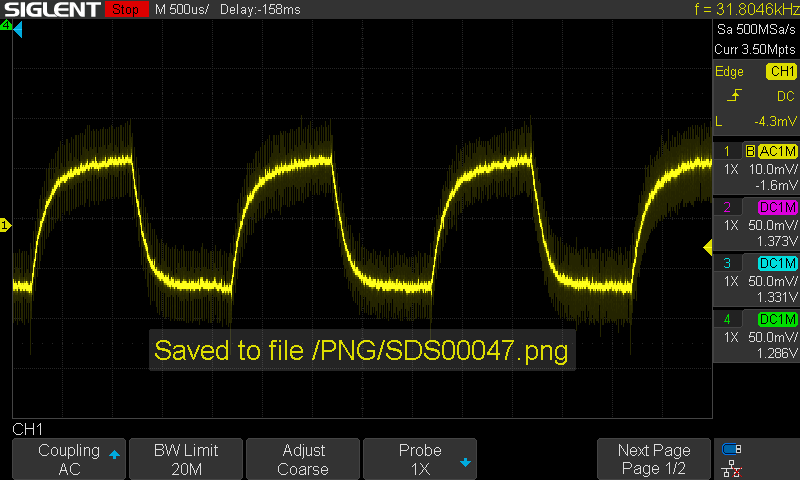 SIGLENT Stop M 500us/ Delay:-158ms f = 31.8046kHz
Sa 500MSa/s
Curr 3.50Mpts
Edge CH1
DC
L -4.3mV
1 B AC1M
1X 10.0mV/
-1.6mV
2 DC1M
1X 50.0mV/
1.373V
3 DC1M
1X 50.0mV/
1.331V
4 DC1M
1X 50.0mV/
1.286V
4
1
Saved to file /PNG/SDS00047.png
CH1
Coupling
AC
BW Limit
20M
Adjust
Coarse
Probe
1X
Next Page
Page 1/2